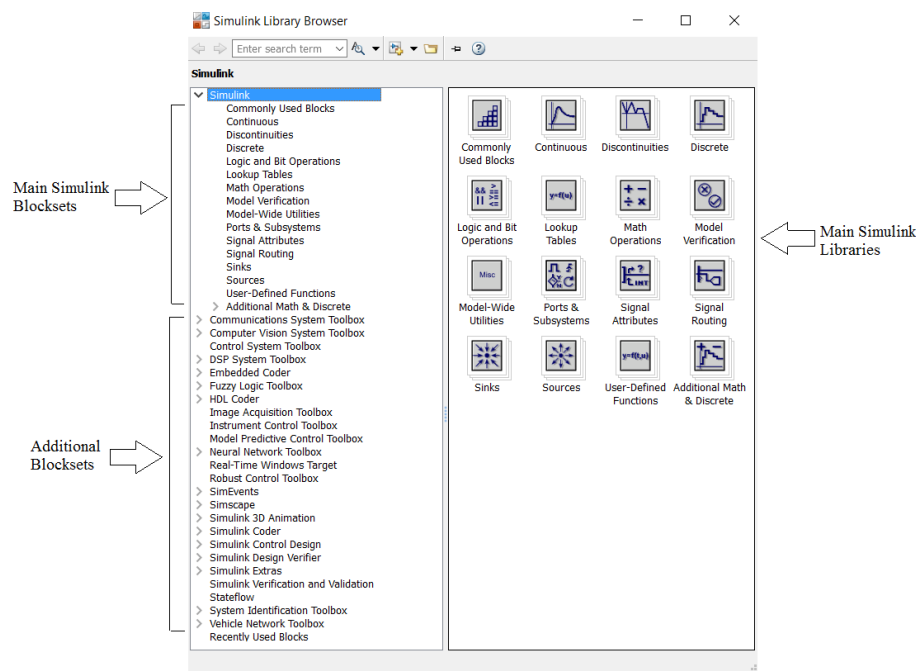 Simulink Library Browser
Enter search term
Simulink
Simulink
Commonly Used Blocks
Continuous
Discontinuities
Discrete
Logic and Bit Operations
Lookup Tables
Math Operations
Model Verification
Model-Wide Utilities
Ports & Subsystems
Signal Attributes
Signal Routing
Sinks
Sources
User-Defined Functions
Additional Math & Discrete
Communications System Toolbox
Computer Vision System Toolbox
Control System Toolbox
DSP System Toolbox
Embedded Coder
Fuzzy Logic Toolbox
HDL Coder
Image Acquisition Toolbox
Instrument Control Toolbox
Model Predictive Control Toolbox
Neural Network Toolbox
Real-Time Windows Target
Robust Control Toolbox
SimEvents
Simscape
Simulink 3D Animation
Simulink Coder
Simulink Control Design
Simulink Design Verifier
Simulink Extras
Simulink Verification and Validation
Stateflow
System Identification Toolbox
Vehicle Network Toolbox
Recently Used Blocks
Main Simulink
Blocksets
Additional
Blocksets
Commonly
Used Blocks
Continuous
Discontinuities
Discrete
&& >
== 
|| >=
<=
Logic and Bit
Operations
y=f(u)
Lookup
Tables
+ −
÷ ×
Math
Operations
Model
Verification
Misc
Model-Wide
Utilities
Ports &
Subsystems
?
INT
Signal
Attributes
Signal
Routing
Sinks
Sources
y=f(t,u)
User-Defined
Functions
+ −
Additional Math
& Discrete
Main Simulink
Libraries